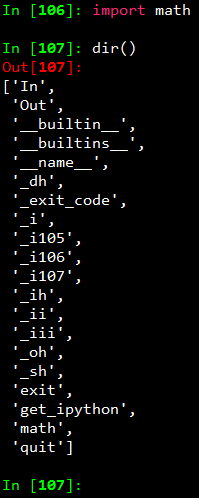 In [106]: import math
In [107]: dir()
Out[107]:
['In',
 'Out',
 '__builtin__',
 '__builtins__',
 '__name__',
 '_dh',
 '_exit_code',
 '_i',
 '_i105',
 '_i106',
 '_i107',
 '_ih',
 '_ii',
 '_iii',
 '_oh',
 '_sh',
 'exit',
 'get_ipython',
 'math',
 'quit']
In [107]: